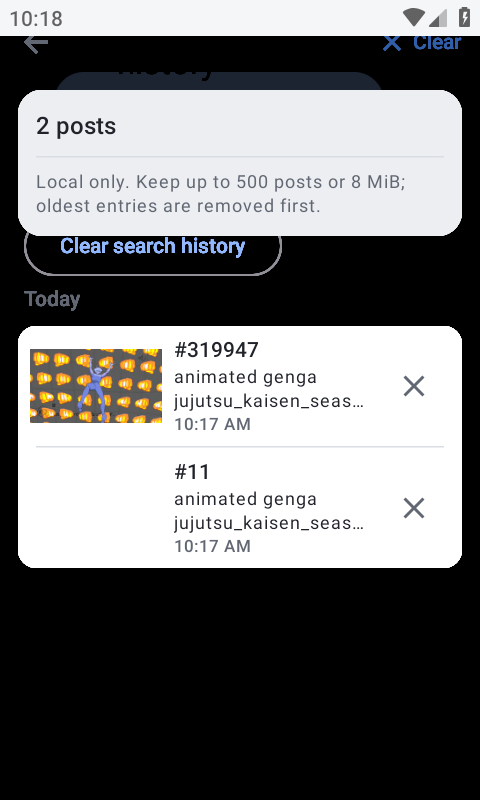 10:18
Clear
history
2 posts
Local only. Keep up to 500 posts or 8 MiB;
oldest entries are removed first.
Clear search history
Today
#319947
animated genga
jujutsu_kaisen_seas…
10:17 AM
#11
animated genga
jujutsu_kaisen_seas…
10:17 AM